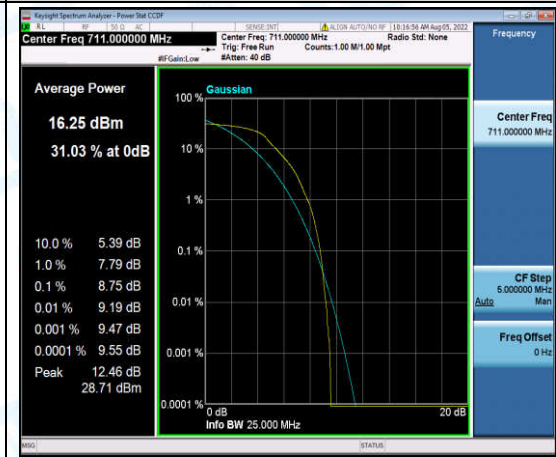 Keysight Spectrum Analyzer - Power Stat CCDF
RL RF 50 Ω AC SENSE:INT ALIGN AUTO/NO RF 10:16:56 AM Aug 05, 2022
Center Freq 711.000000 MHz
Center Freq: 711.000000 MHz Radio Std: None
Trig: Free Run Counts:1.00 M/1.00 Mpt
#IFGain:Low #Atten: 40 dB
Frequency
Average Power
16.25 dBm
31.03 % at 0dB
10.0 % 5.39 dB
1.0 % 7.79 dB
0.1 % 8.75 dB
0.01 % 9.19 dB
0.001 % 9.47 dB
0.0001 % 9.55 dB
Peak 12.46 dB
28.71 dBm
Gaussian
100 %
10 %
1 %
0.1 %
0.01 %
0.001 %
0.0001 %
0 dB 20 dB
Info BW 25.000 MHz
Center Freq
711.000000 MHz
CF Step
5.000000 MHz
Auto Man
Freq Offset
0 Hz
MSG STATUS